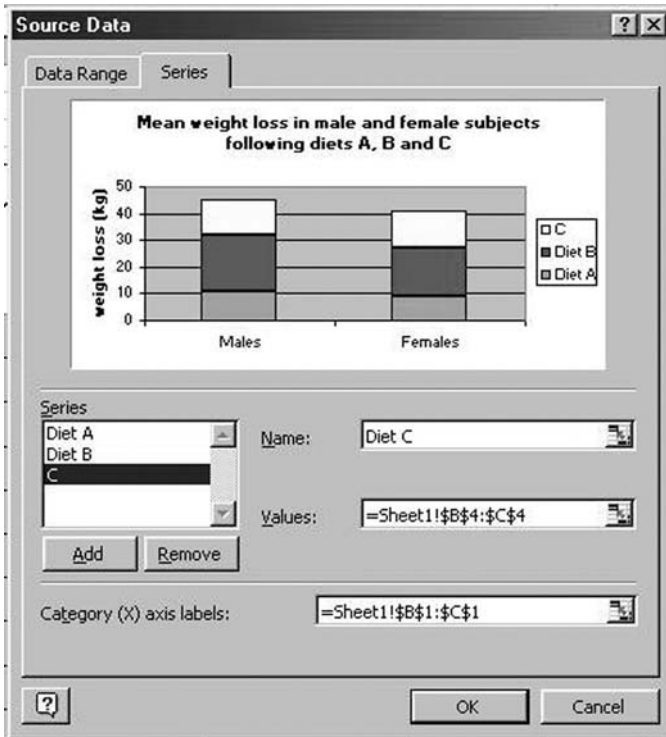 Source Data
Data Range Series
Mean weight loss in male and female subjects
following diets A, B and C
weight loss (kg)
50
40
30
20
10
0
Males Females
C
Diet B
Diet A
Series
Diet A
Diet B
C
Name: Diet C
Values: =Sheet1!$B$4:$C$4
Add Remove
Category (X) axis labels: =Sheet1!$B$1:$C$1
OK Cancel